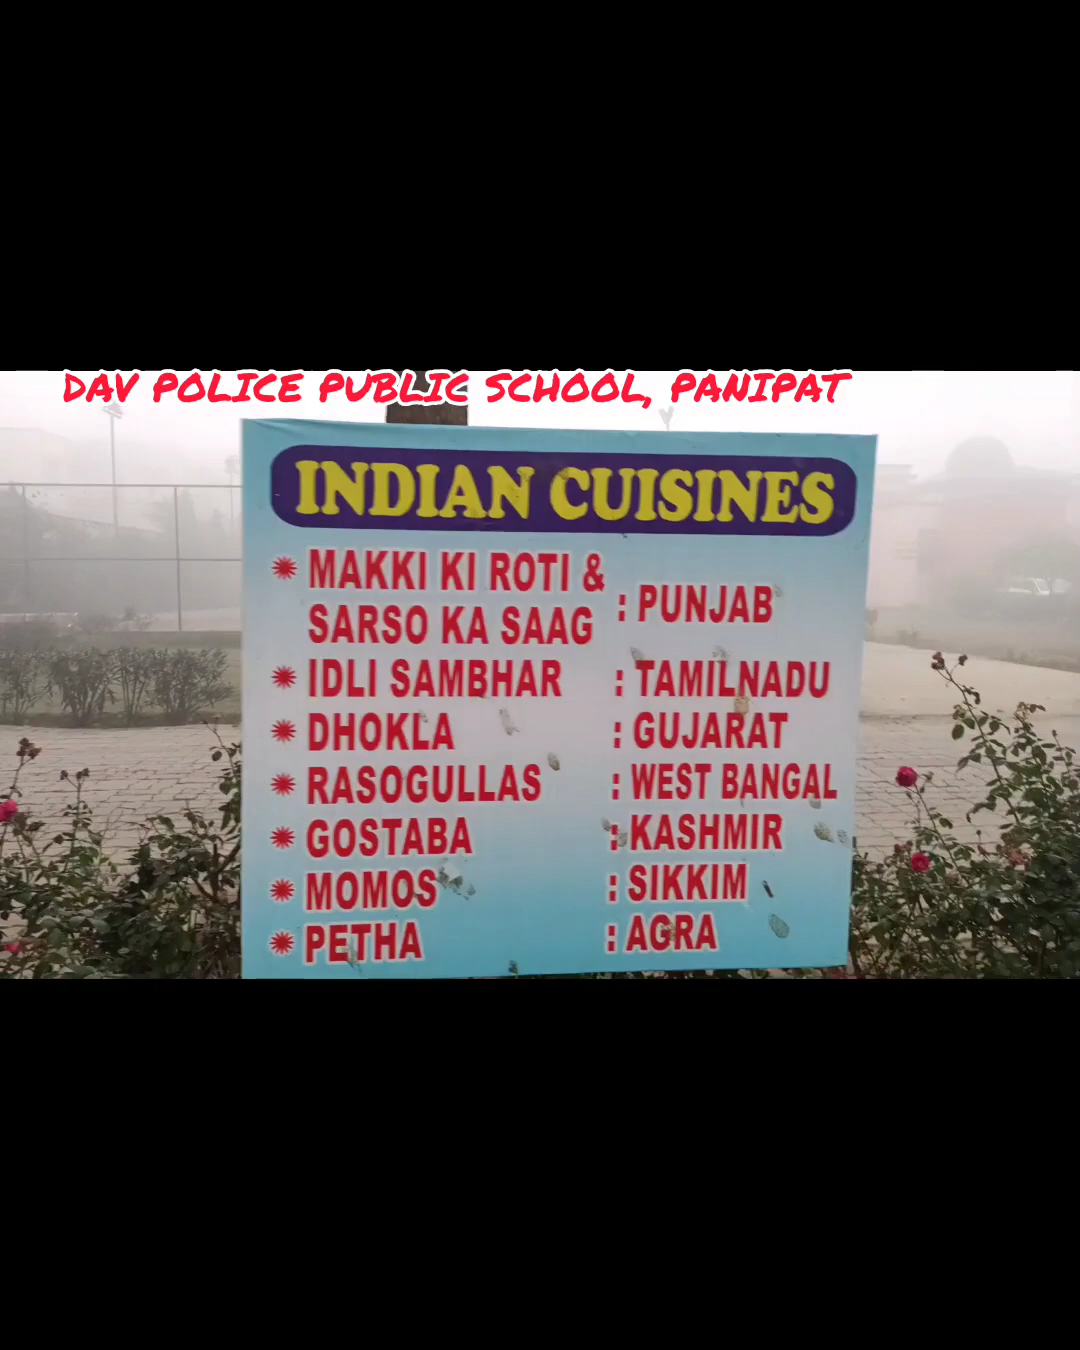 DAV POLICE PUBLIC SCHOOL, PANIPAT
INDIAN CUISINES
MAKKI KI ROTI &
SARSO KA SAAG : PUNJAB
IDLI SAMBHAR : TAMILNADU
DHOKLA : GUJARAT
RASOGULLAS : WEST BANGAL
GOSTABA : KASHMIR
MOMOS : SIKKIM
PETHA : AGRA